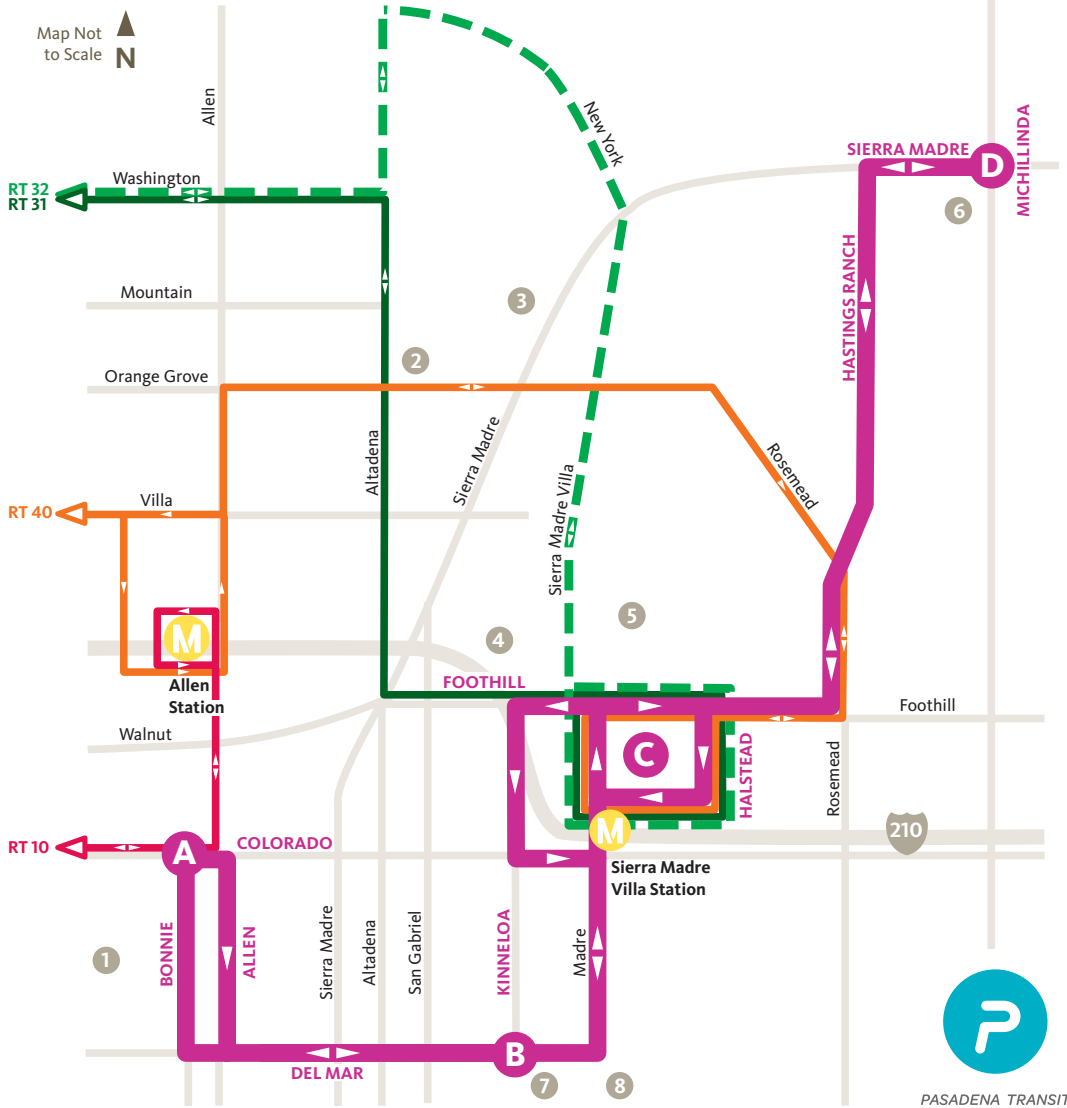 Map Not
to Scale
N
Allen
New York
SIERRA MADRE
D
MICHILLINDA
Washington
RT 32
RT 31
6
HASTINGS RANCH
Mountain
3
2
Orange Grove
Altadena
Sierra Madre
Rosemead
Sierra Madre Villa
Villa
RT 40
M
Allen
Station
4
5
FOOTHILL
Foothill
Walnut
C
HALSTEAD
Rosemead
M
210
RT 10
A
COLORADO
Sierra Madre
Villa Station
1
BONNIE
ALLEN
Sierra Madre
Altadena
San Gabriel
KINNELOA
Madre
B
DEL MAR
7
8
P
PASADENA TRANSIT